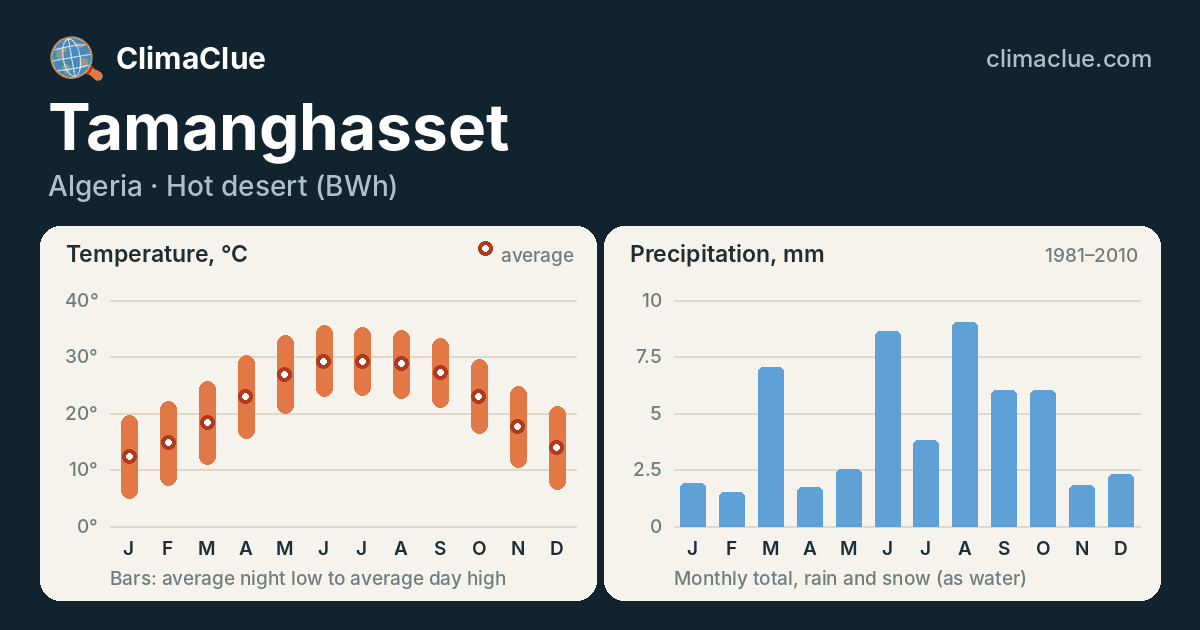 ClimaClue
climaclue.com
Tamanghasset
Algeria · Hot desert (BWh)
Temperature, °C
average
40°
30°
20°
10°
0°
J F M A M J J A S O N D
Bars: average night low to average day high
Precipitation, mm
1981–2010
10
7.5
5
2.5
0
J F M A M J J A S O N D
Monthly total, rain and snow (as water)